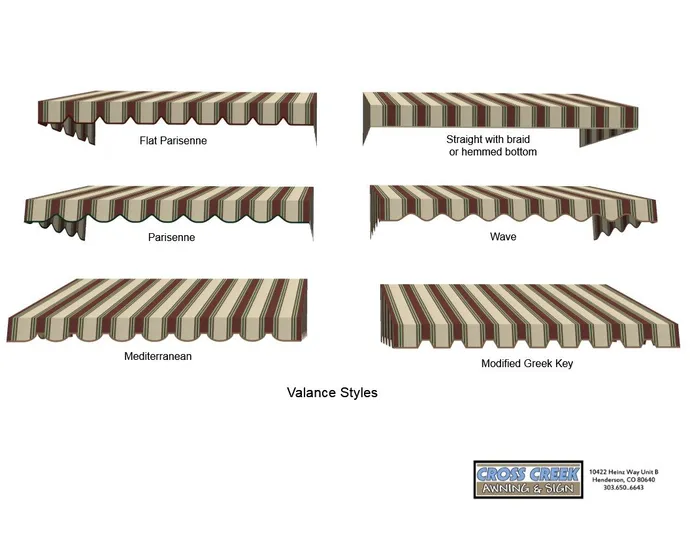 Flat Parisenne
Straight with braid
or hemmed bottom
Parisenne
Wave
Mediterranean
Modified Greek Key
Valance Styles
CROSS CREEK
AWNING & SIGN
10422 Heinz Way Unit B
Henderson, CO 80640
303.650..6643